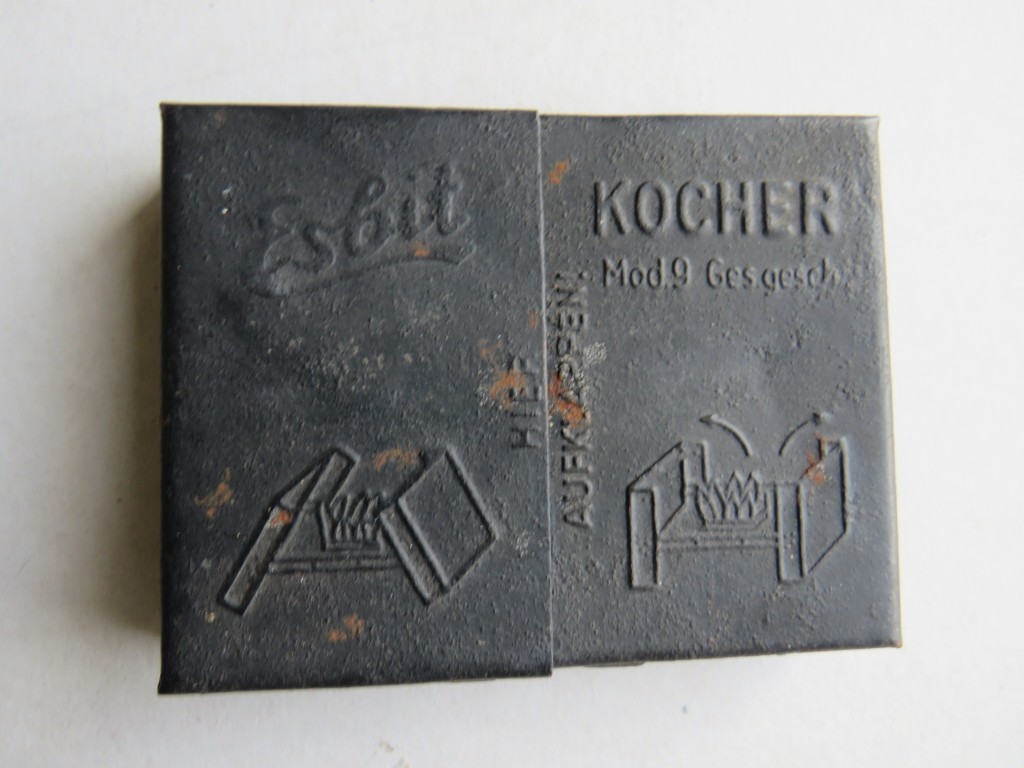 Esbit
KOCHER
Mod.9 Ges.gesch.
HIER
AUFKLAPPEN!